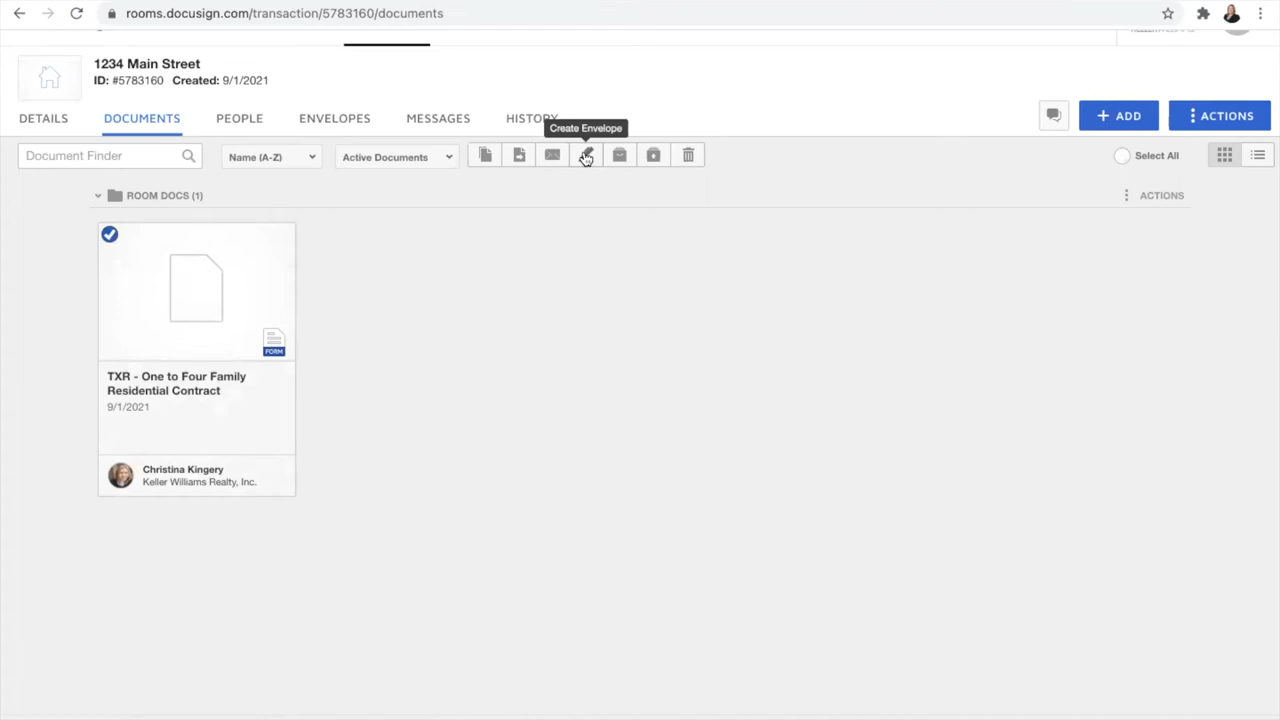 rooms.docusign.com/transaction/5783160/documents
1234 Main Street
ID: #5783160 Created: 9/1/2021
DETAILS DOCUMENTS PEOPLE ENVELOPES MESSAGES HISTORY
+ ADD
ACTIONS
Create Envelope
Document Finder
Name (A-Z)
Active Documents
Select All
ROOM DOCS (1)
ACTIONS
FORM
TXR - One to Four Family
Residential Contract
9/1/2021
Christina Kingery
Keller Williams Realty, Inc.